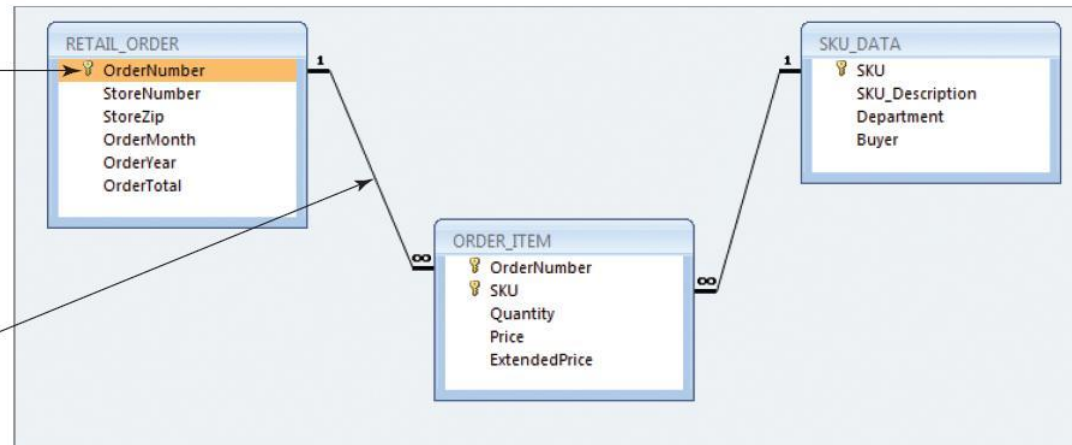 RETAIL_ORDER
OrderNumber
StoreNumber
StoreZip
OrderMonth
OrderYear
OrderTotal
1
∞
ORDER_ITEM
OrderNumber
SKU
Quantity
Price
ExtendedPrice
∞
1
SKU_DATA
SKU
SKU_Description
Department
Buyer